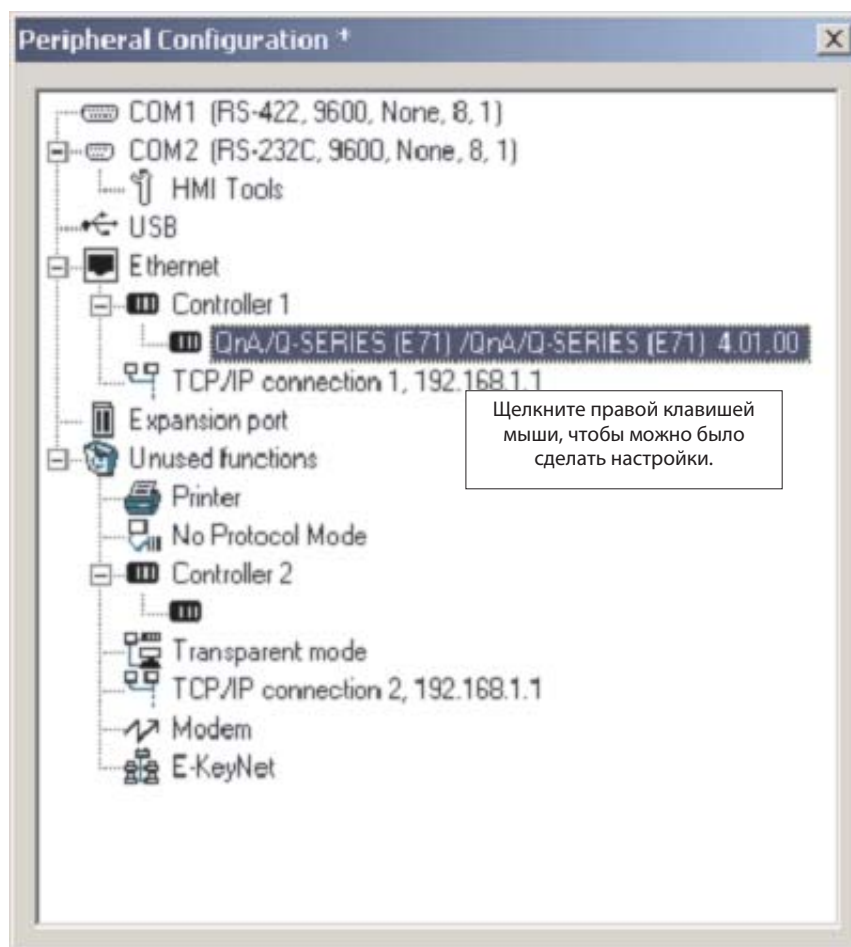 Peripheral Configuration *
COM1 (RS-422, 9600, None, 8, 1)
COM2 (RS-232C, 9600, None, 8, 1)
HMI Tools
USB
Ethernet
Controller 1
QnA/Q-SERIES (E71) /QnA/Q-SERIES (E71) 4.01.00
TCP/IP connection 1, 192.168.1.1
Щелкните правой клавишей
мыши, чтобы можно было
сделать настройки.
Expansion port
Unused functions
Printer
No Protocol Mode
Controller 2
Transparent mode
TCP/IP connection 2, 192.168.1.1
Modem
E-KeyNet